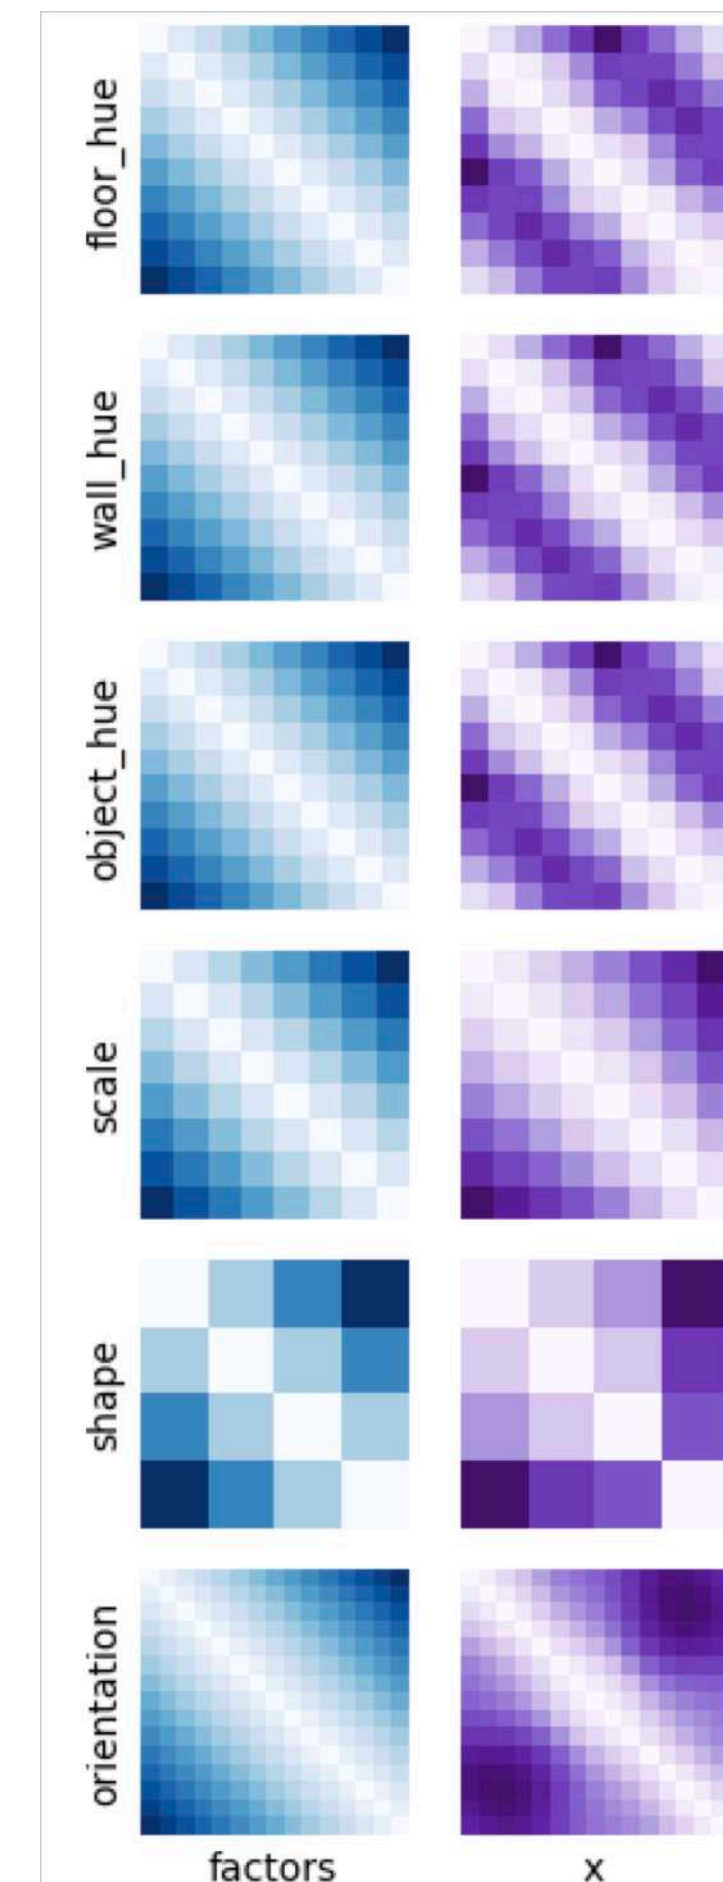 floor_hue
wall_hue
object_hue
scale
shape
orientation
factors
x